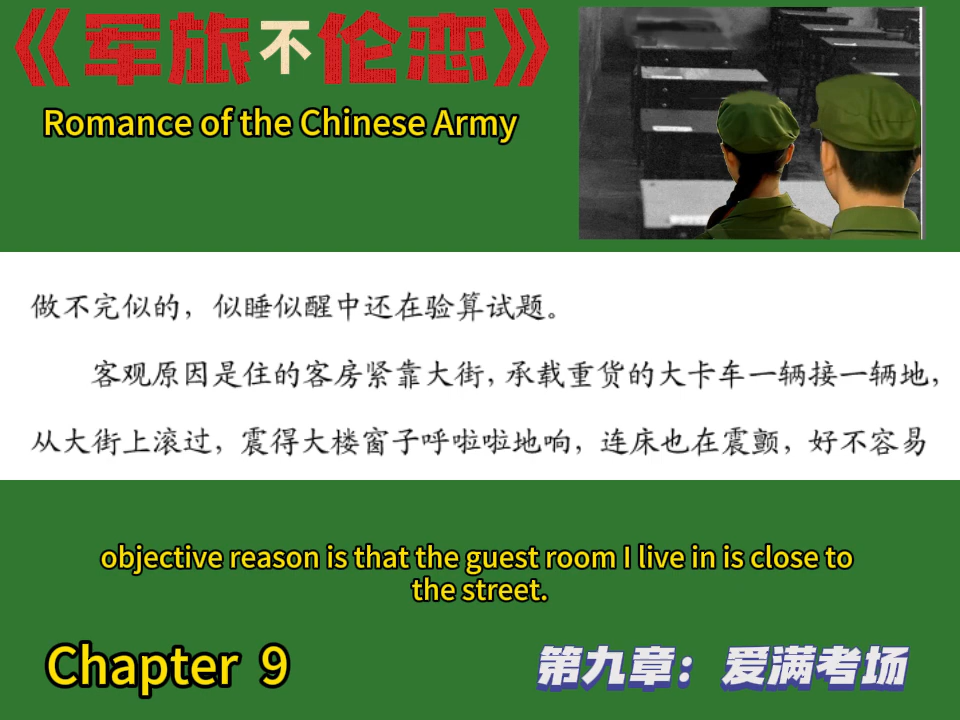 《军旅不伦恋》
Romance of the Chinese Army
做不完似的，似睡似醒中还在验算试题。
客观原因是住的客房紧靠大街，承载重货的大卡车一辆接一辆地，
从大街上滚过，震得大楼窗子呼啦啦地响，连床也在震颤，好不容易
objective reason is that the guest room I live in is close to
the street.
Chapter 9
第九章：爱满考场